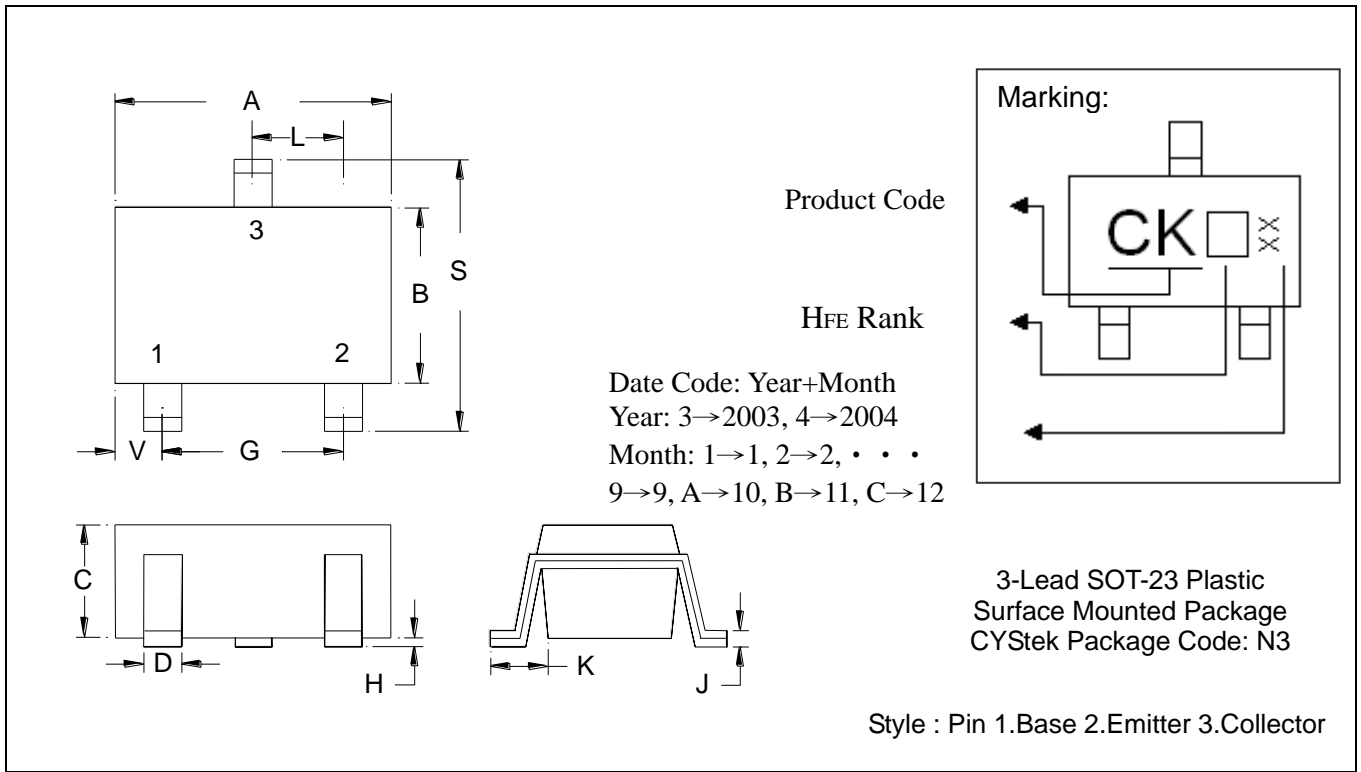 A
L
3
S
B
1
2
V
G
C
D
H
K
J
Marking:
Product Code
CK□ XX
HFE Rank
Date Code: Year+Month
Year: 3→2003, 4→2004
Month: 1→1, 2→2, ・ ・ ・
9→9, A→10, B→11, C→12
3-Lead SOT-23 Plastic
Surface Mounted Package
CYStek Package Code: N3
Style : Pin 1.Base 2.Emitter 3.Collector